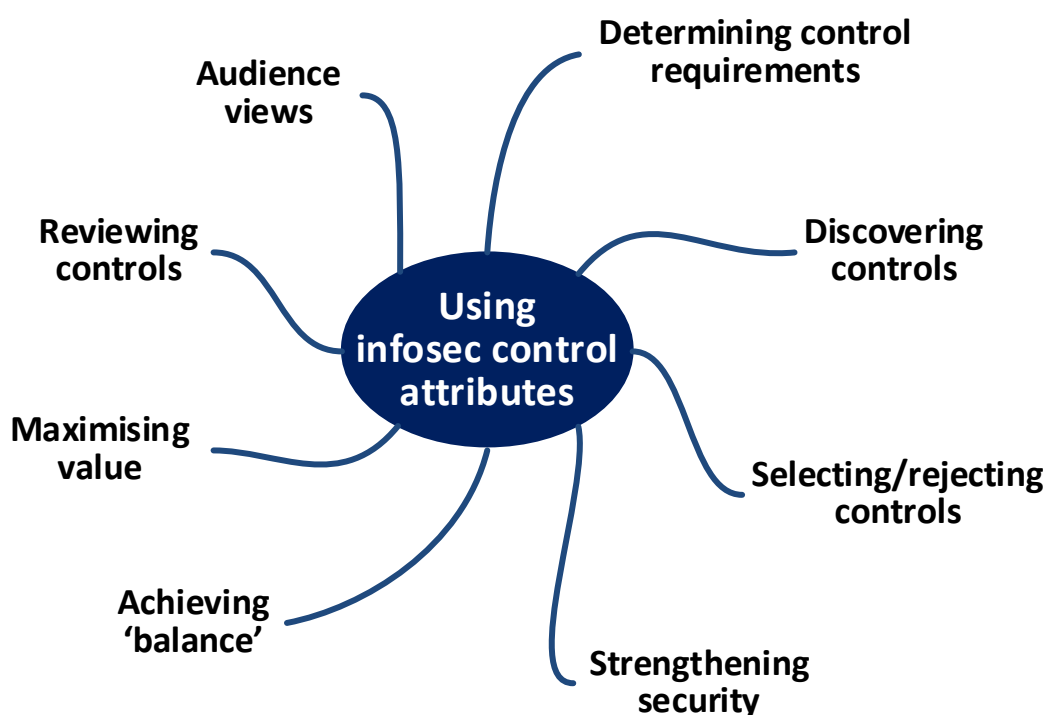 Using
infosec control
attributes
Determining control
requirements
Discovering
controls
Selecting/rejecting
controls
Strengthening
security
Achieving
‘balance’
Maximising
value
Reviewing
controls
Audience
views